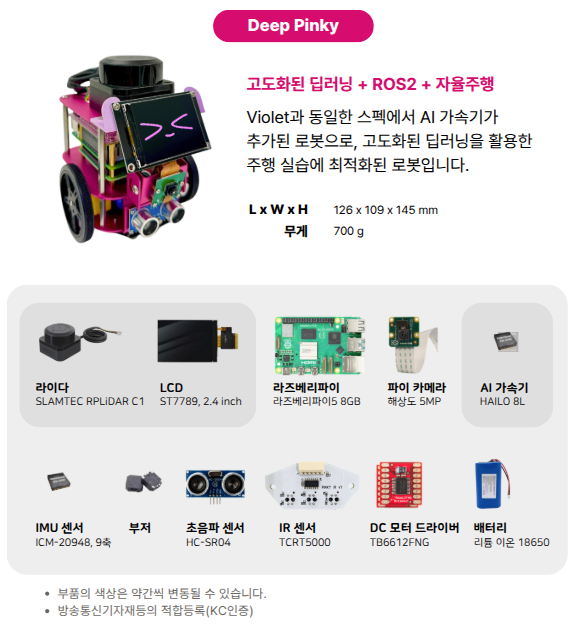 Deep Pinky
고도화된 딥러닝 + ROS2 + 자율주행
Violet과 동일한 스펙에서 AI 가속기가
추가된 로봇으로, 고도화된 딥러닝을 활용한
주행 실습에 최적화된 로봇입니다.
L x W x H 126 x 109 x 145 mm
무게 700 g
라이다 LCD 라즈베리파이 파이 카메라 AI 가속기
SLAMTEC RPLiDAR C1 ST7789, 2.4 inch 라즈베리파이5 8GB 해상도 5MP HAILO 8L
IMU 센서 부저 초음파 센서 IR 센서 DC 모터 드라이버 배터리
ICM-20948, 9축 HC-SR04 TCRT5000 TB6612FNG 리튬 이온 18650
• 부품의 색상은 약간씩 변동될 수 있습니다.
• 방송통신기자재등의 적합등록(KC인증)